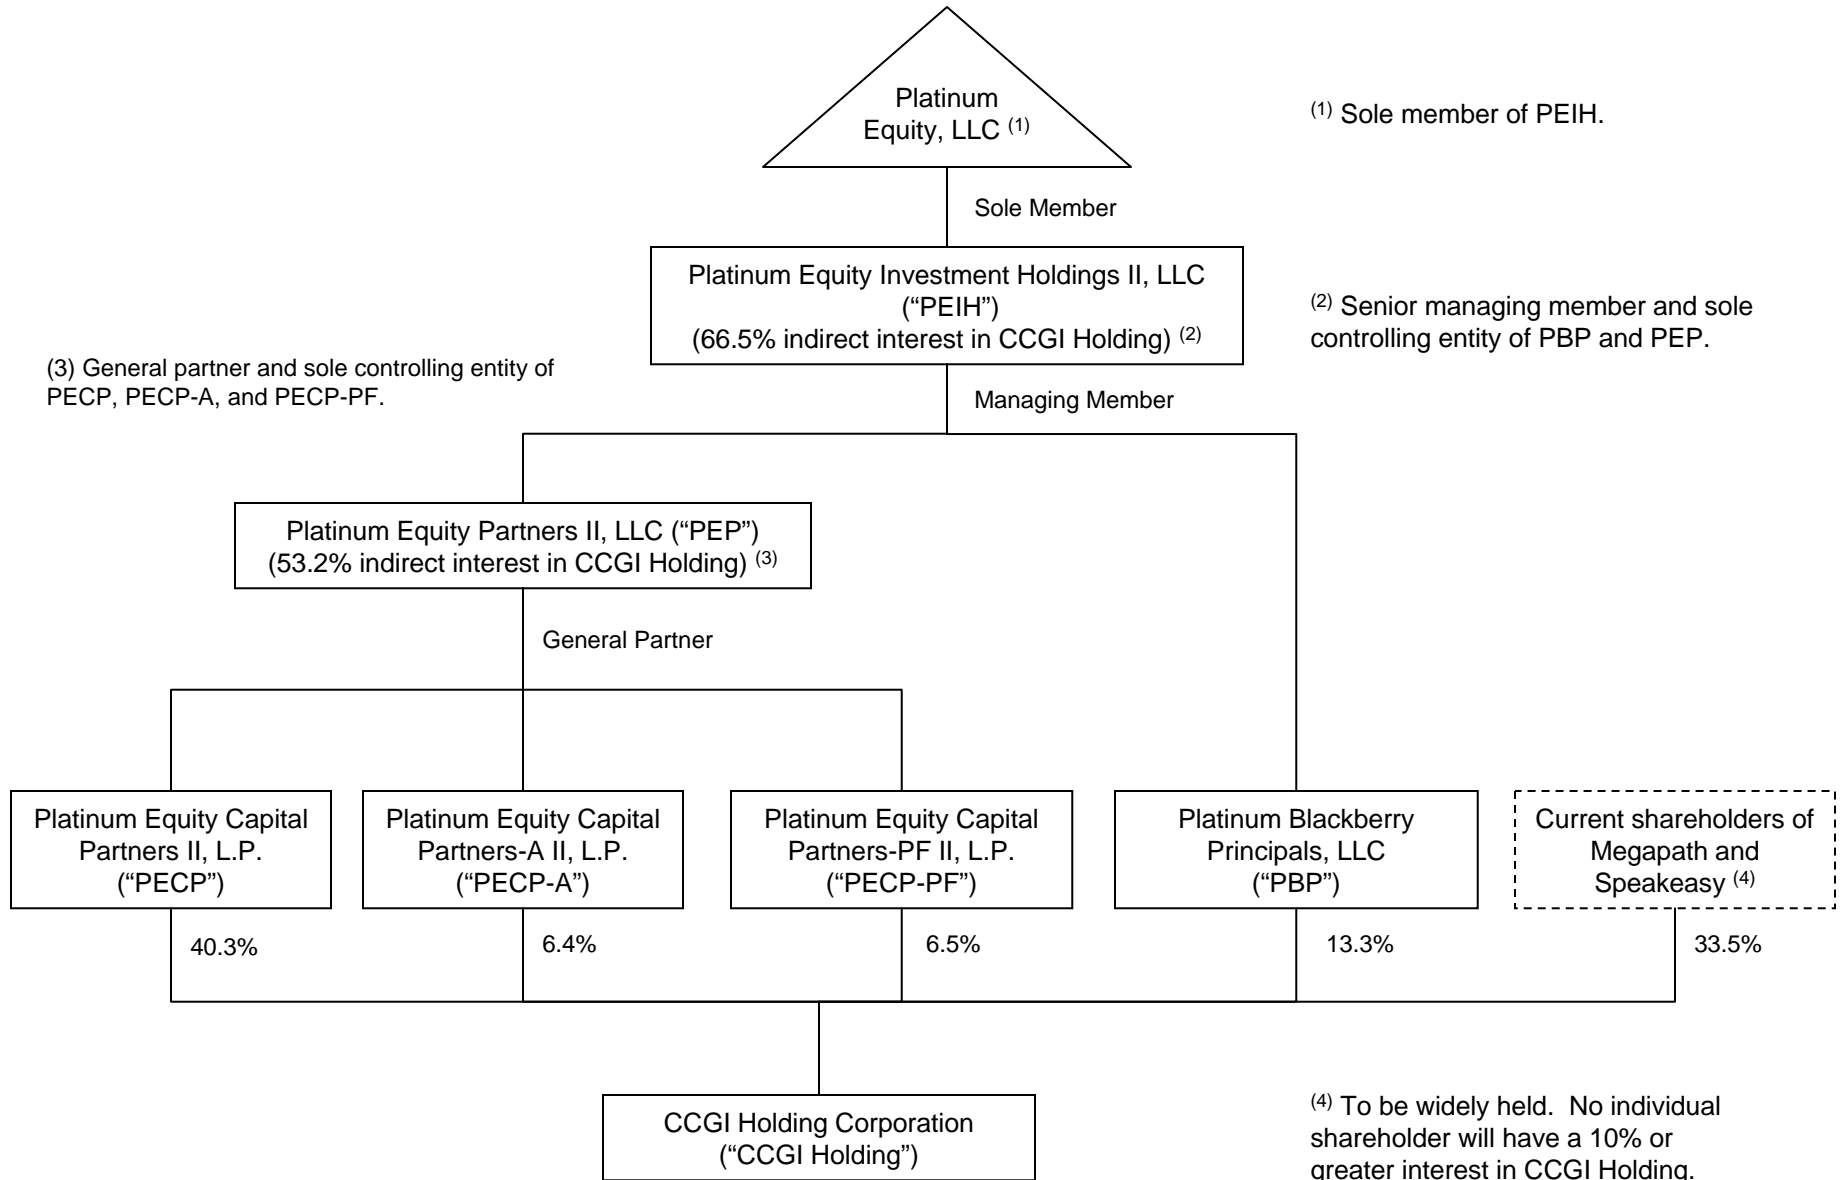 Platinum
Equity, LLC (1)
(1) Sole member of PEIH.
Sole Member
Platinum Equity Investment Holdings II, LLC
(“PEIH”)
(66.5% indirect interest in CCGI Holding) (2)
(2) Senior managing member and sole
controlling entity of PBP and PEP.
(3) General partner and sole controlling entity of
PECP, PECP-A, and PECP-PF.
Managing Member
Platinum Equity Partners II, LLC (“PEP”)
(53.2% indirect interest in CCGI Holding) (3)
General Partner
Platinum Equity Capital
Partners II, L.P.
(“PECP”)
Platinum Equity Capital
Partners-A II, L.P.
(“PECP-A”)
Platinum Equity Capital
Partners-PF II, L.P.
(“PECP-PF”)
Platinum Blackberry
Principals, LLC
(“PBP”)
Current shareholders of
Megapath and
Speakeasy (4)
40.3%
6.4%
6.5%
13.3%
33.5%
CCGI Holding Corporation
(“CCGI Holding”)
(4) To be widely held.  No individual
shareholder will have a 10% or
greater interest in CCGI Holding.